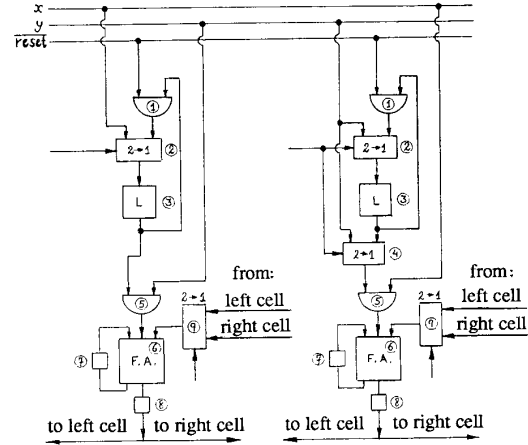 x
y
reset
① ①
2→1 ② 2→1 ②
L ③ L ③
2→1 ④
⑤ from: ⑤ from:
2→1 left cell 2→1 left cell
⑥ ⑨ right cell ⑥ ⑨ right cell
⑦ F.A. ⑦ F.A.
⑧ ⑧
to left cell to right cell to left cell to right cell